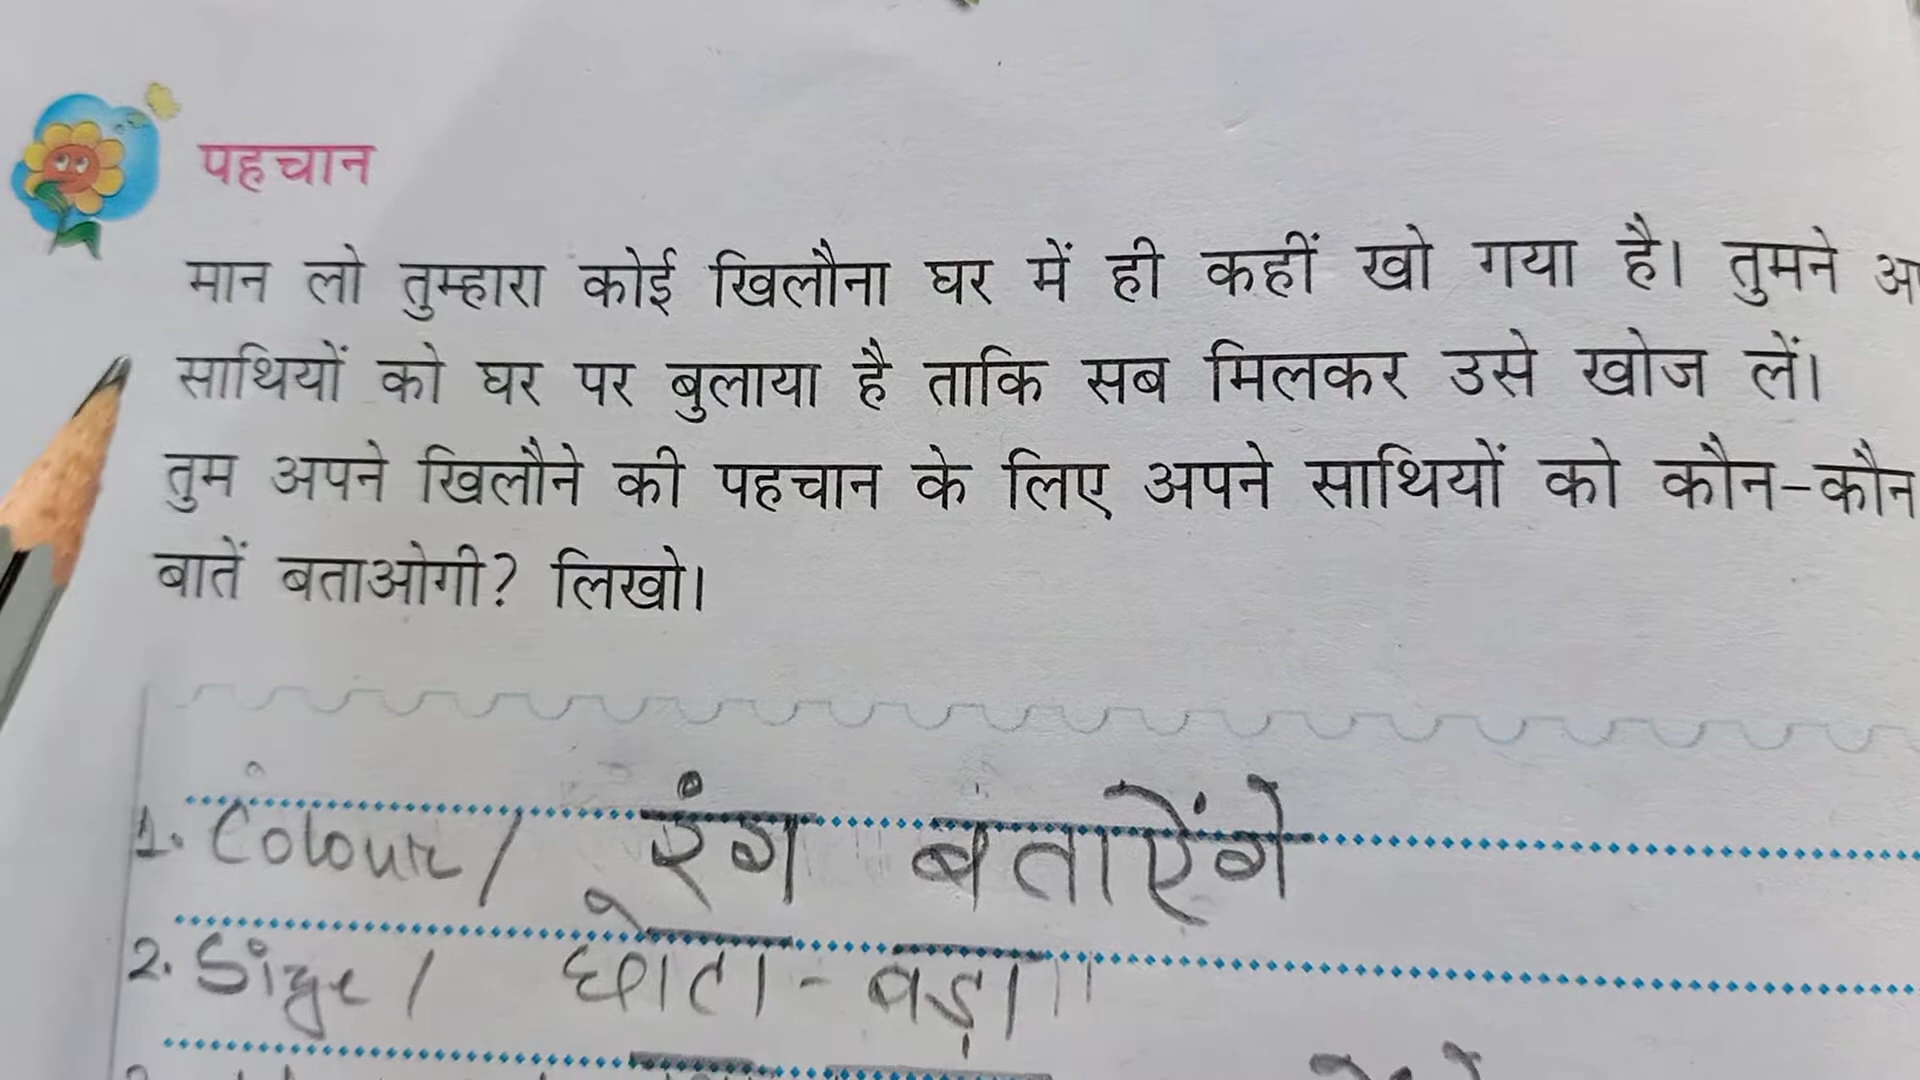 पहचान
मान लो तुम्हारा कोई खिलौना घर में ही कहीं खो गया है। तुमने अ
साथियों को घर पर बुलाया है ताकि सब मिलकर उसे खोज लें।
तुम अपने खिलौने की पहचान के लिए अपने साथियों को कौन-कौन
बातें बताओगी? लिखो।
1. Colour / रंग बताऐंगे
2. Size / छोटा - बड़ा ।